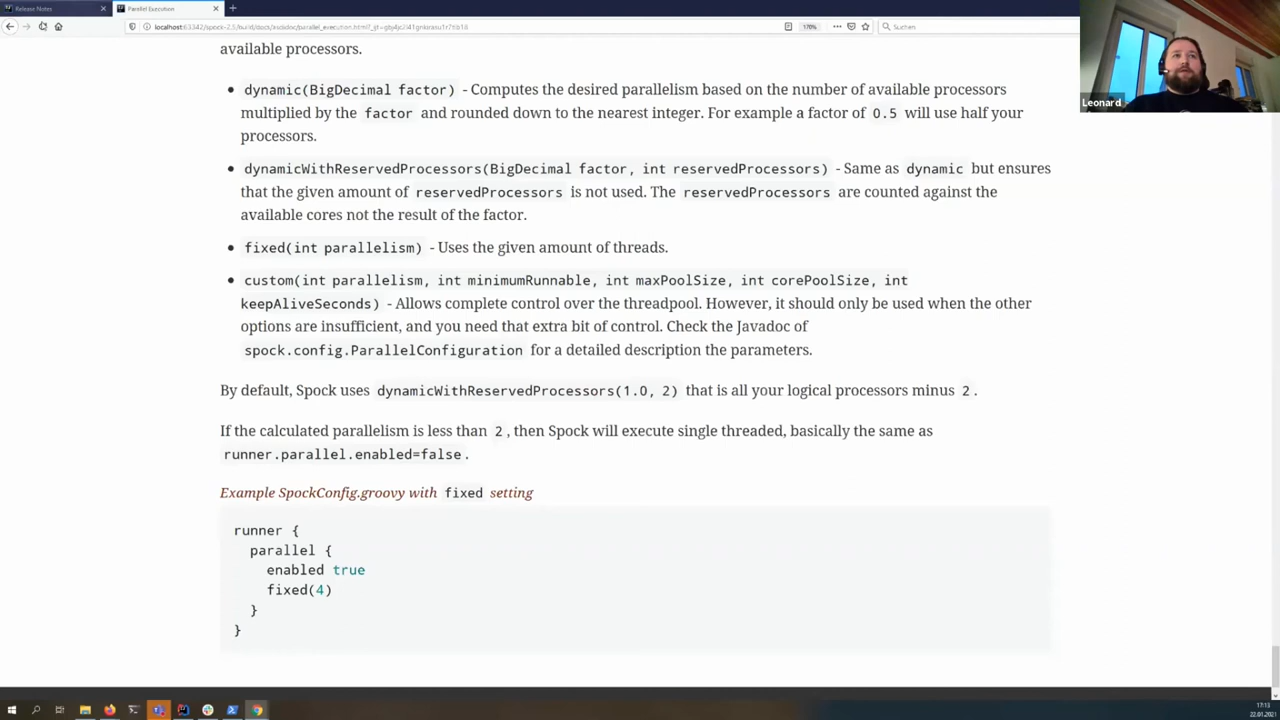 Release Notes
Parallel Execution
170%
Suchen
Leonard
available processors.
dynamic(BigDecimal factor) - Computes the desired parallelism based on the number of available processors
multiplied by the factor and rounded down to the nearest integer. For example a factor of 0.5 will use half your
processors.
dynamicWithReservedProcessors(BigDecimal factor, int reservedProcessors) - Same as dynamic but ensures
that the given amount of reservedProcessors is not used. The reservedProcessors are counted against the
available cores not the result of the factor.
fixed(int parallelism) - Uses the given amount of threads.
custom(int parallelism, int minimumRunnable, int maxPoolSize, int corePoolSize, int
keepAliveSeconds) - Allows complete control over the threadpool. However, it should only be used when the other
options are insufficient, and you need that extra bit of control. Check the Javadoc of
spock.config.ParallelConfiguration for a detailed description the parameters.
By default, Spock uses dynamicWithReservedProcessors(1.0, 2) that is all your logical processors minus 2.
If the calculated parallelism is less than 2, then Spock will execute single threaded, basically the same as
runner.parallel.enabled=false.
Example SpockConfig.groovy with fixed setting
runner {
parallel {
enabled true
fixed(4)
}
}
17:13
22.01.2021